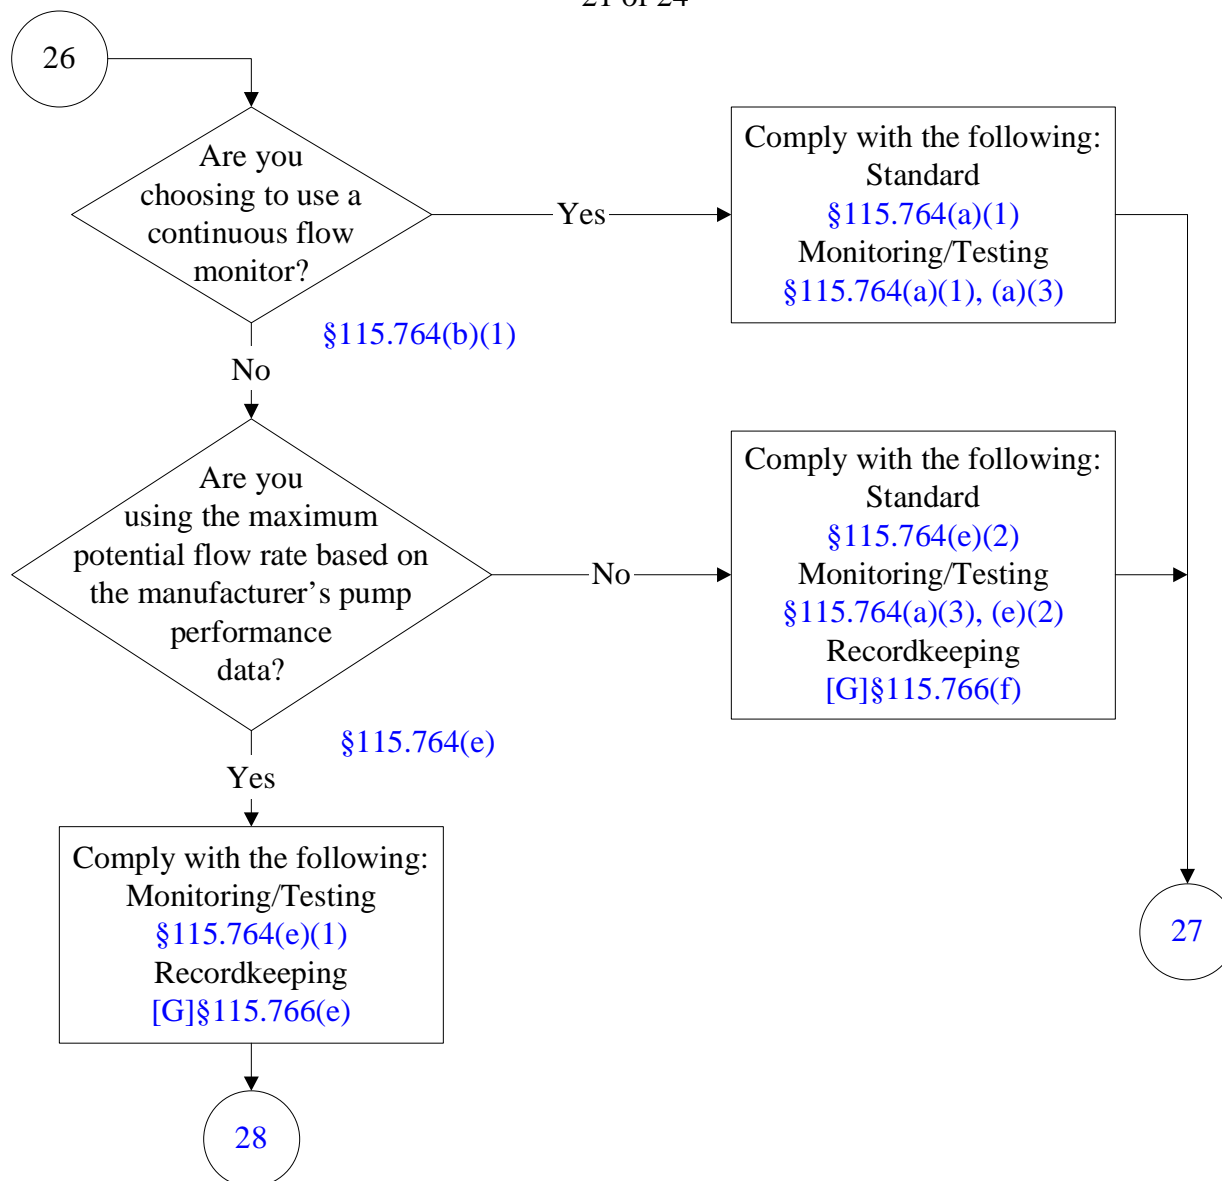 21 of 24
26
Are you
choosing to use a
continuous flow
monitor?
Yes
Comply with the following:
Standard
§115.764(a)(1)
Monitoring/Testing
§115.764(a)(1), (a)(3)
§115.764(b)(1)
No
Are you
using the maximum
potential flow rate based on
the manufacturer's pump
performance
data?
No
Comply with the following:
Standard
§115.764(e)(2)
Monitoring/Testing
§115.764(a)(3), (e)(2)
Recordkeeping
[G]§115.766(f)
§115.764(e)
Yes
Comply with the following:
Monitoring/Testing
§115.764(e)(1)
Recordkeeping
[G]§115.766(e)
27
28